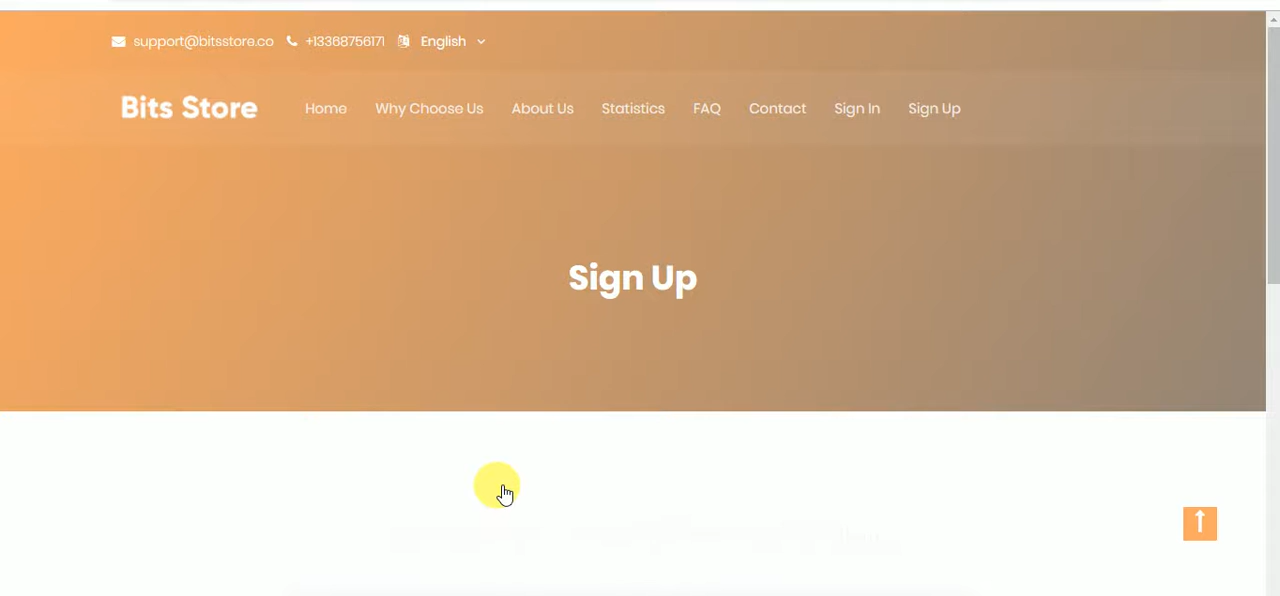 support@bitsstore.co +13368756171 English
Bits Store Home Why Choose Us About Us Statistics FAQ Contact Sign In Sign Up
Sign Up